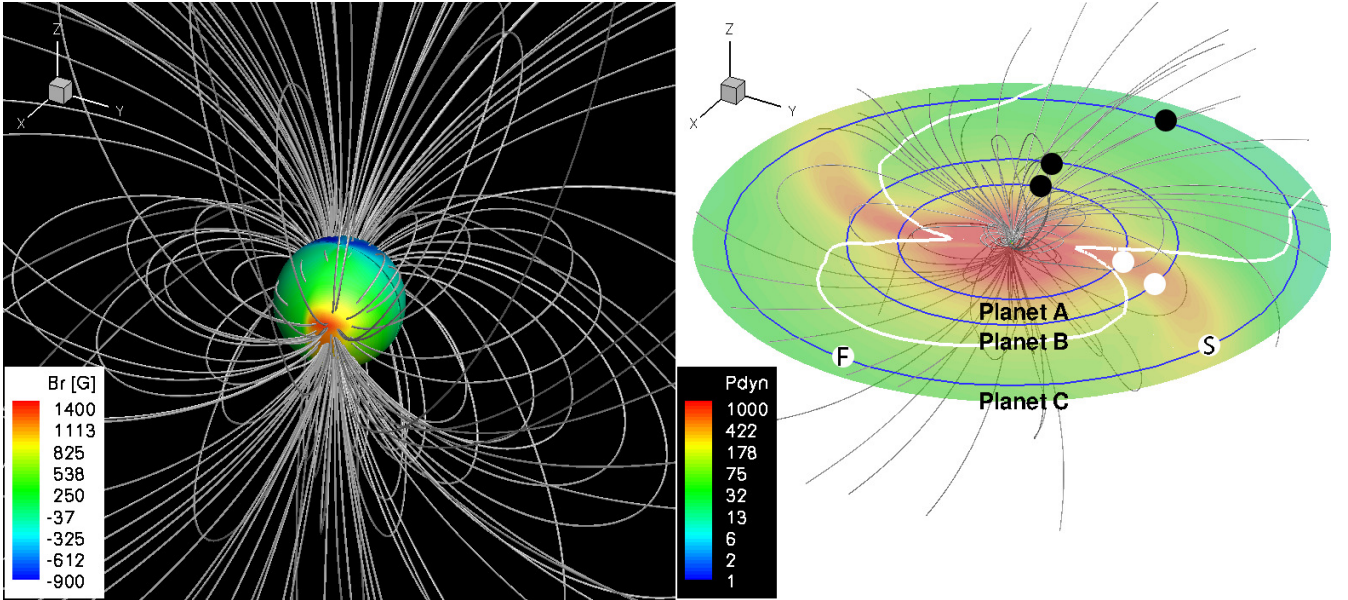 Z
X
Y
Br [G]
1400
1113
825
538
250
-37
-325
-612
-900
Z
X
Y
Planet A
Planet B
F
S
Planet C
Pdyn
1000
422
178
75
32
13
6
2
1